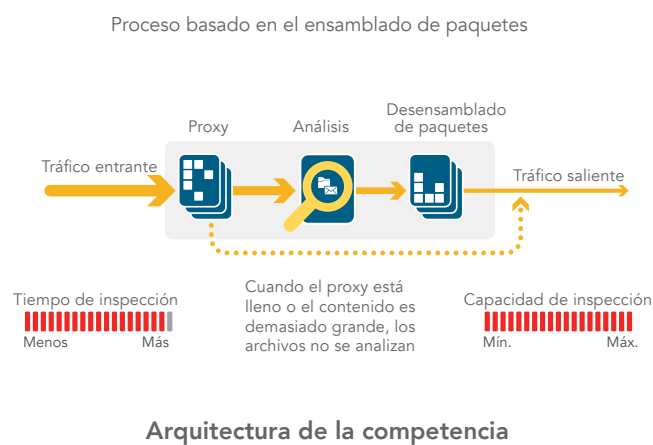 Proceso basado en el ensamblado de paquetes
Desensamblado
de paquetes
Proxy
Análisis
Tráfico entrante
Tráfico saliente
Cuando el proxy está
lleno o el contenido es
demasiado grande, los
archivos no se analizan
Tiempo de inspección
Menos
Más
Capacidad de inspección
Mín.
Máx.
Arquitectura de la competencia